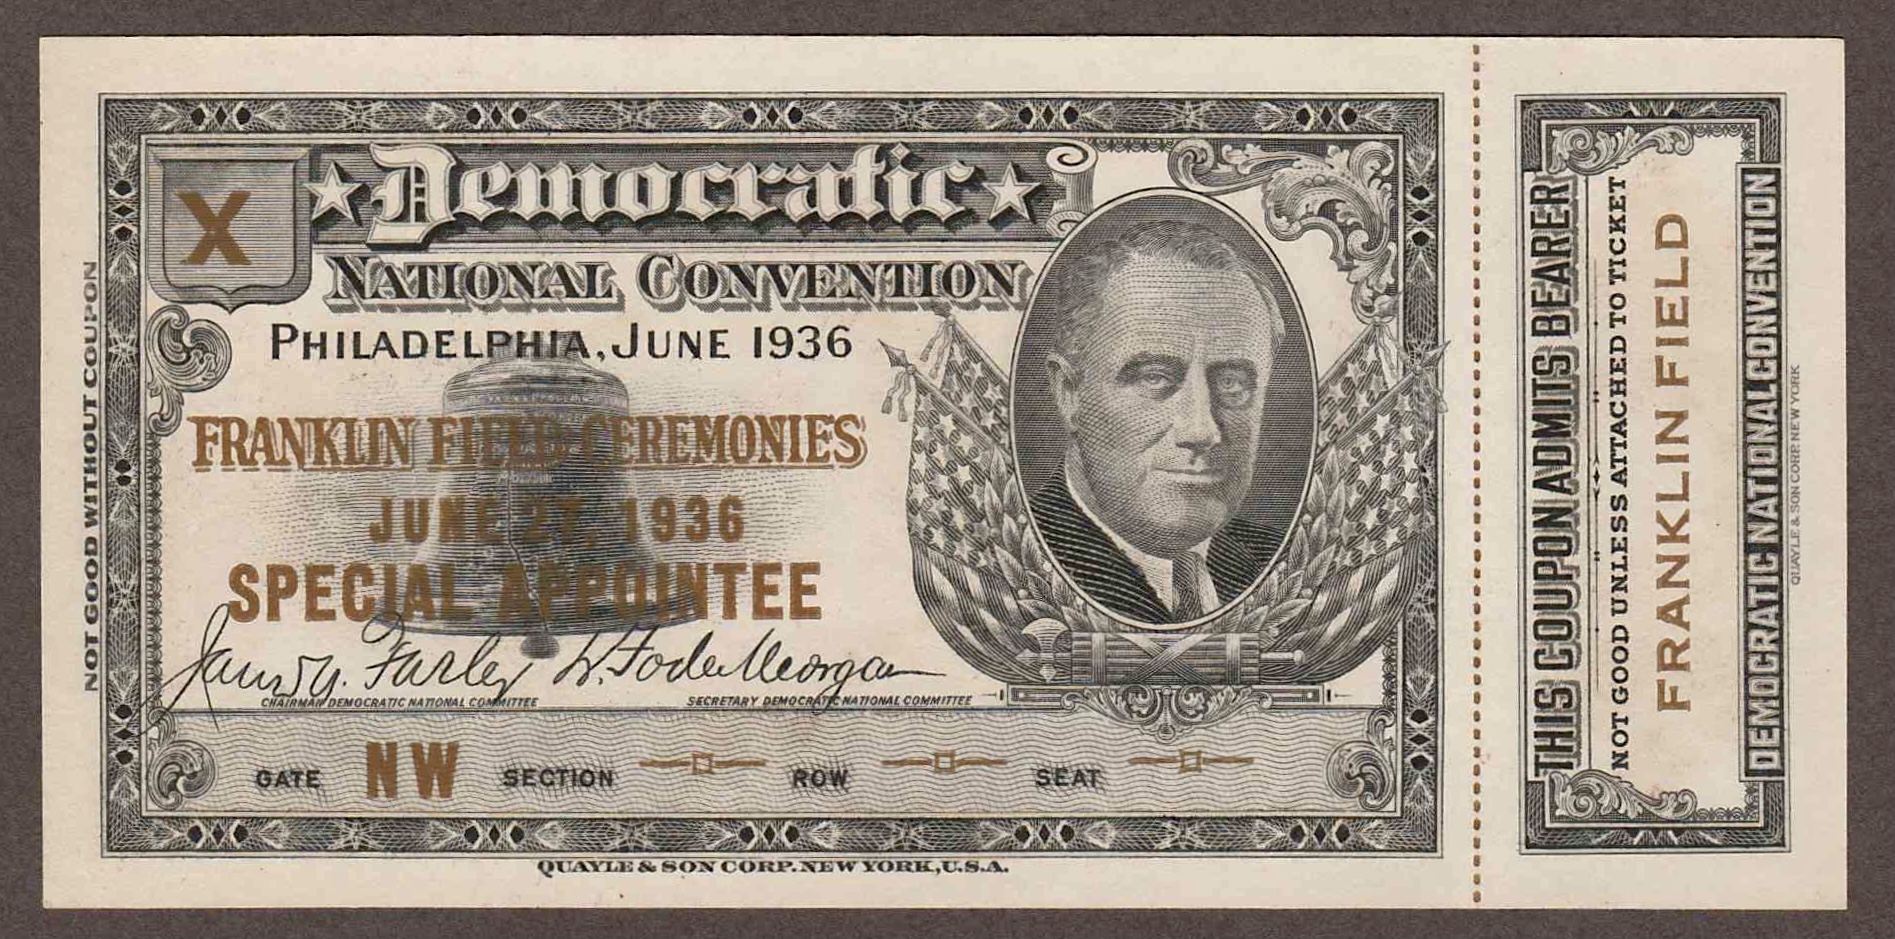 X
Democratic
NATIONAL CONVENTION
PHILADELPHIA, JUNE 1936
FRANKLIN FIELD CEREMONIES
JUNE 27, 1936
SPECIAL APPOINTEE
James A. Farley W. Forbes Morgan
CHAIRMAN DEMOCRATIC NATIONAL COMMITTEE SECRETARY DEMOCRATIC NATIONAL COMMITTEE
GATE NW SECTION ROW SEAT
QUAYLE & SON CORP. NEW YORK, U.S.A.
NOT GOOD WITHOUT COUPON
THIS COUPON ADMITS BEARER
NOT GOOD UNLESS ATTACHED TO TICKET
FRANKLIN FIELD
DEMOCRATIC NATIONAL CONVENTION
QUAYLE & SON CORP. NEW YORK